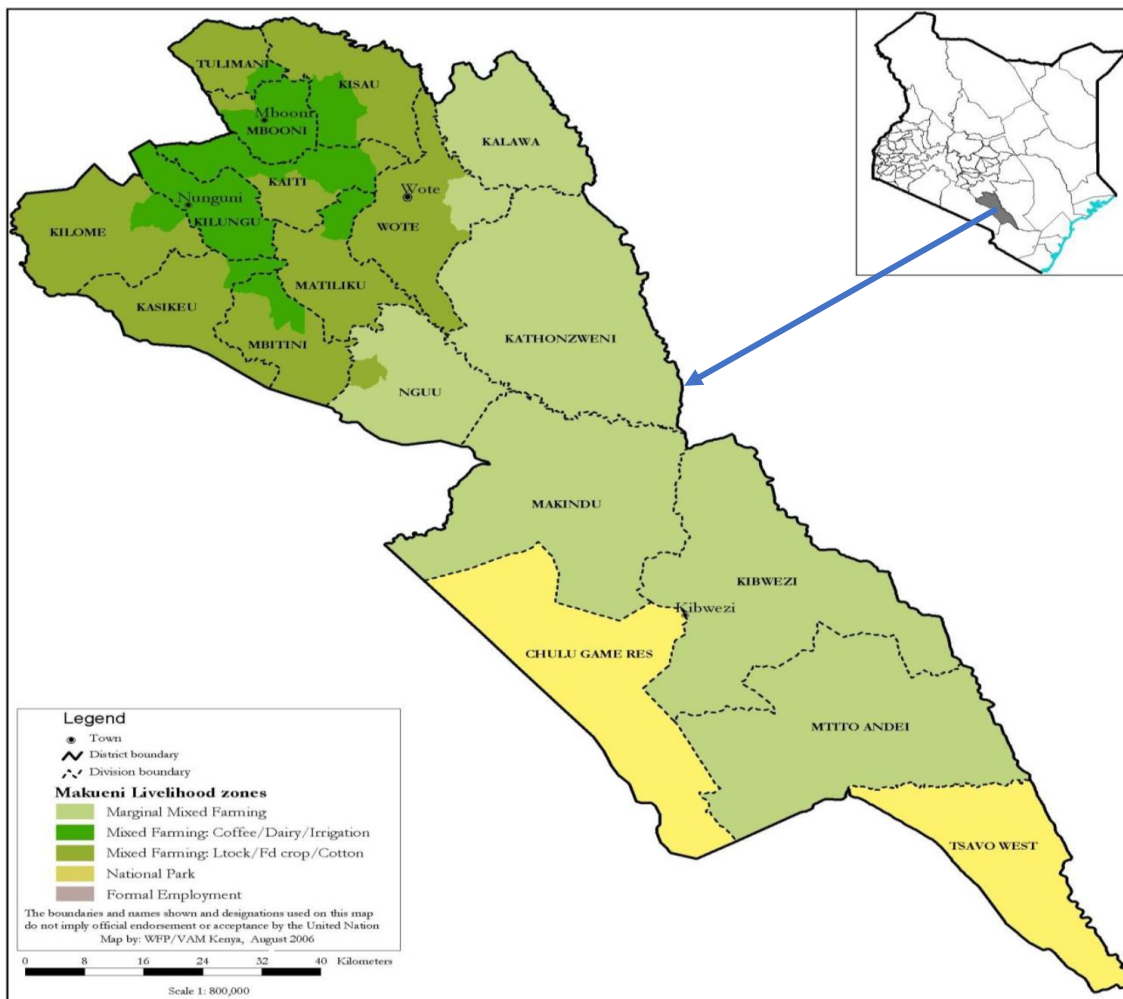 TULIMANI
KISAU
Mbooni
MBOONI
KALAWA
KAITI
Nunguni
Wote
KILUNGU
WOTE
KILOME
MATILIKU
KASIKEU
KATHONZWENI
MBITINI
NGUU
MAKINDU
KIBWEZI
Kibwezi
CHULU GAME RES
MTITO ANDEI
TSAVO WEST
Legend
Town
District boundary
Division boundary
Makueni Livelihood zones
Marginal Mixed Farming
Mixed Farming: Coffee/Dairy/Irrigation
Mixed Farming: Ltock/Fd crop/Cotton
National Park
Formal Employment
The boundaries and names shown and designations used on this map
do not imply official endorsement or acceptance by the United Nation
Map by: WFP/VAM Kenya, August 2006
0 8 16 24 32 40 Kilometers
Scale 1: 800,000